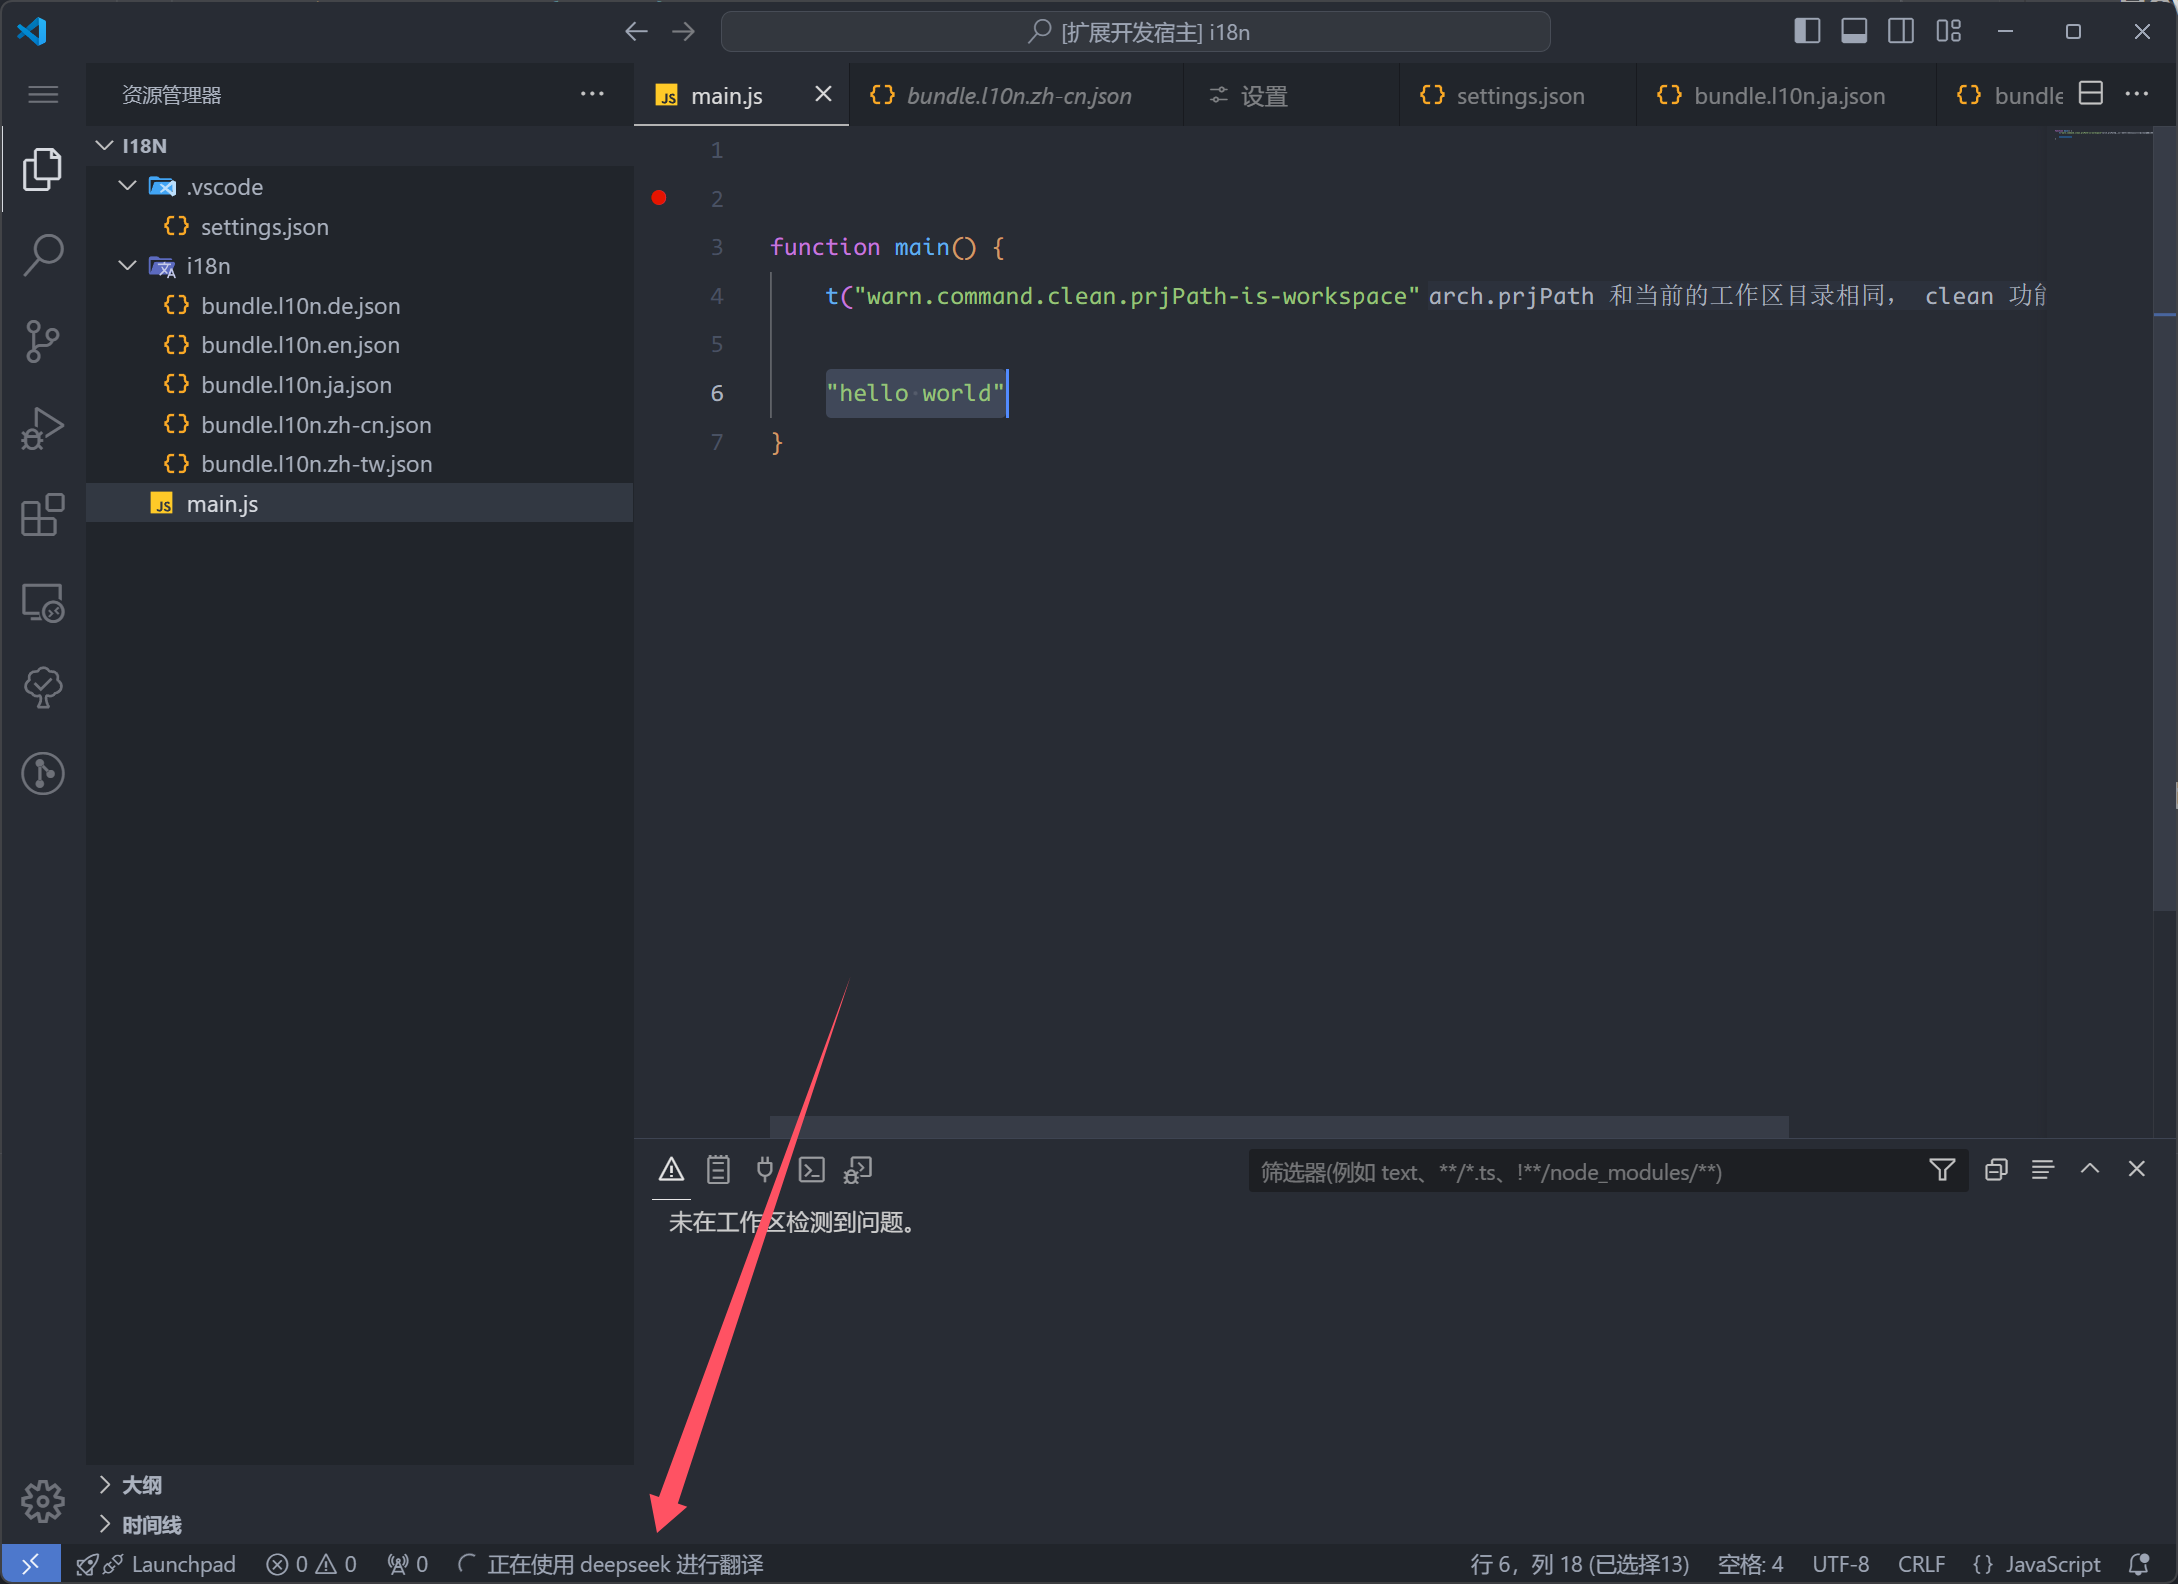 [扩展开发宿主] i18n
资源管理器
main.js
bundle.l10n.zh-cn.json
设置
settings.json
bundle.l10n.ja.json
bundle
I18N
.vscode
settings.json
i18n
bundle.l10n.de.json
bundle.l10n.en.json
bundle.l10n.ja.json
bundle.l10n.zh-cn.json
bundle.l10n.zh-tw.json
JS main.js
1
2
3 function main() {
4 t("warn.command.clean.prjPath-is-workspace" arch.prjPath 和当前的工作区目录相同， clean 功能
5
6 "hello·world"
7 }
筛选器(例如 text、**/*.ts、!**/node_modules/**)
未在工作区检测到问题。
大纲
时间线
Launchpad 0 0 0 正在使用 deepseek 进行翻译 行 6，列 18 (已选择13) 空格: 4 UTF-8 CRLF {} JavaScript